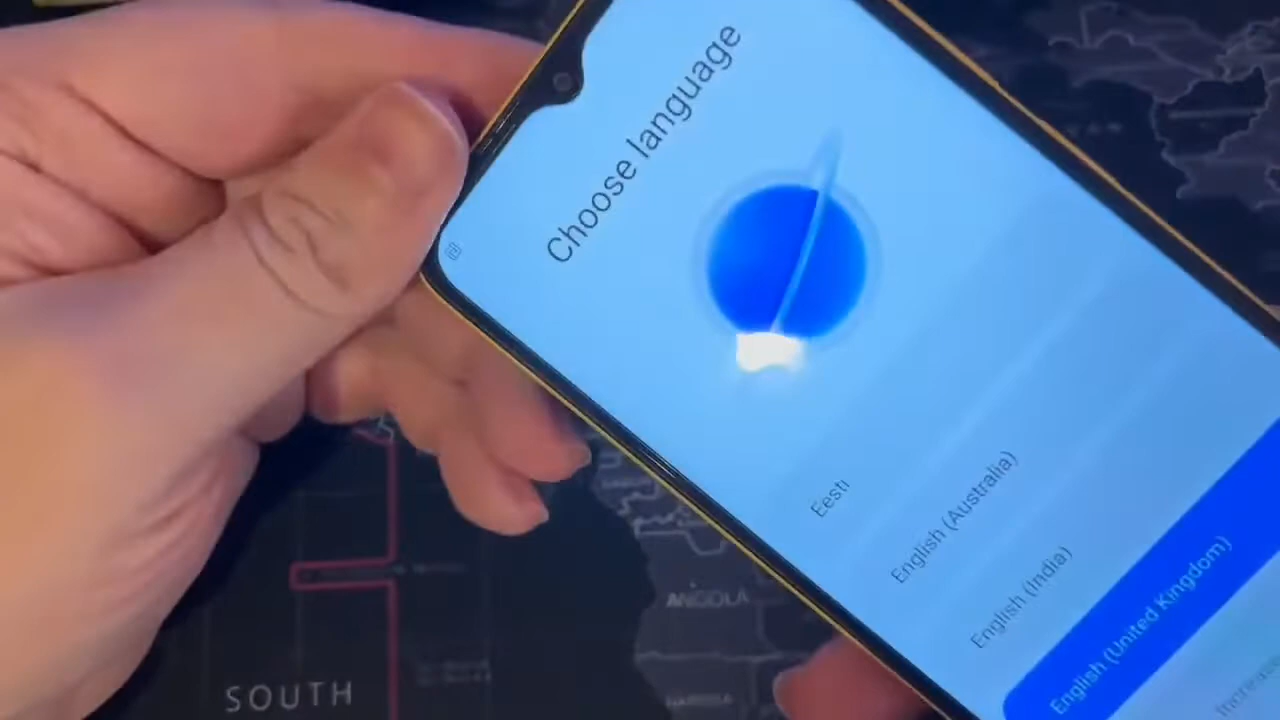 Choose language
Eesti
English (Australia)
English (India)
English (United Kingdom)
SOUTH
ANGOLA